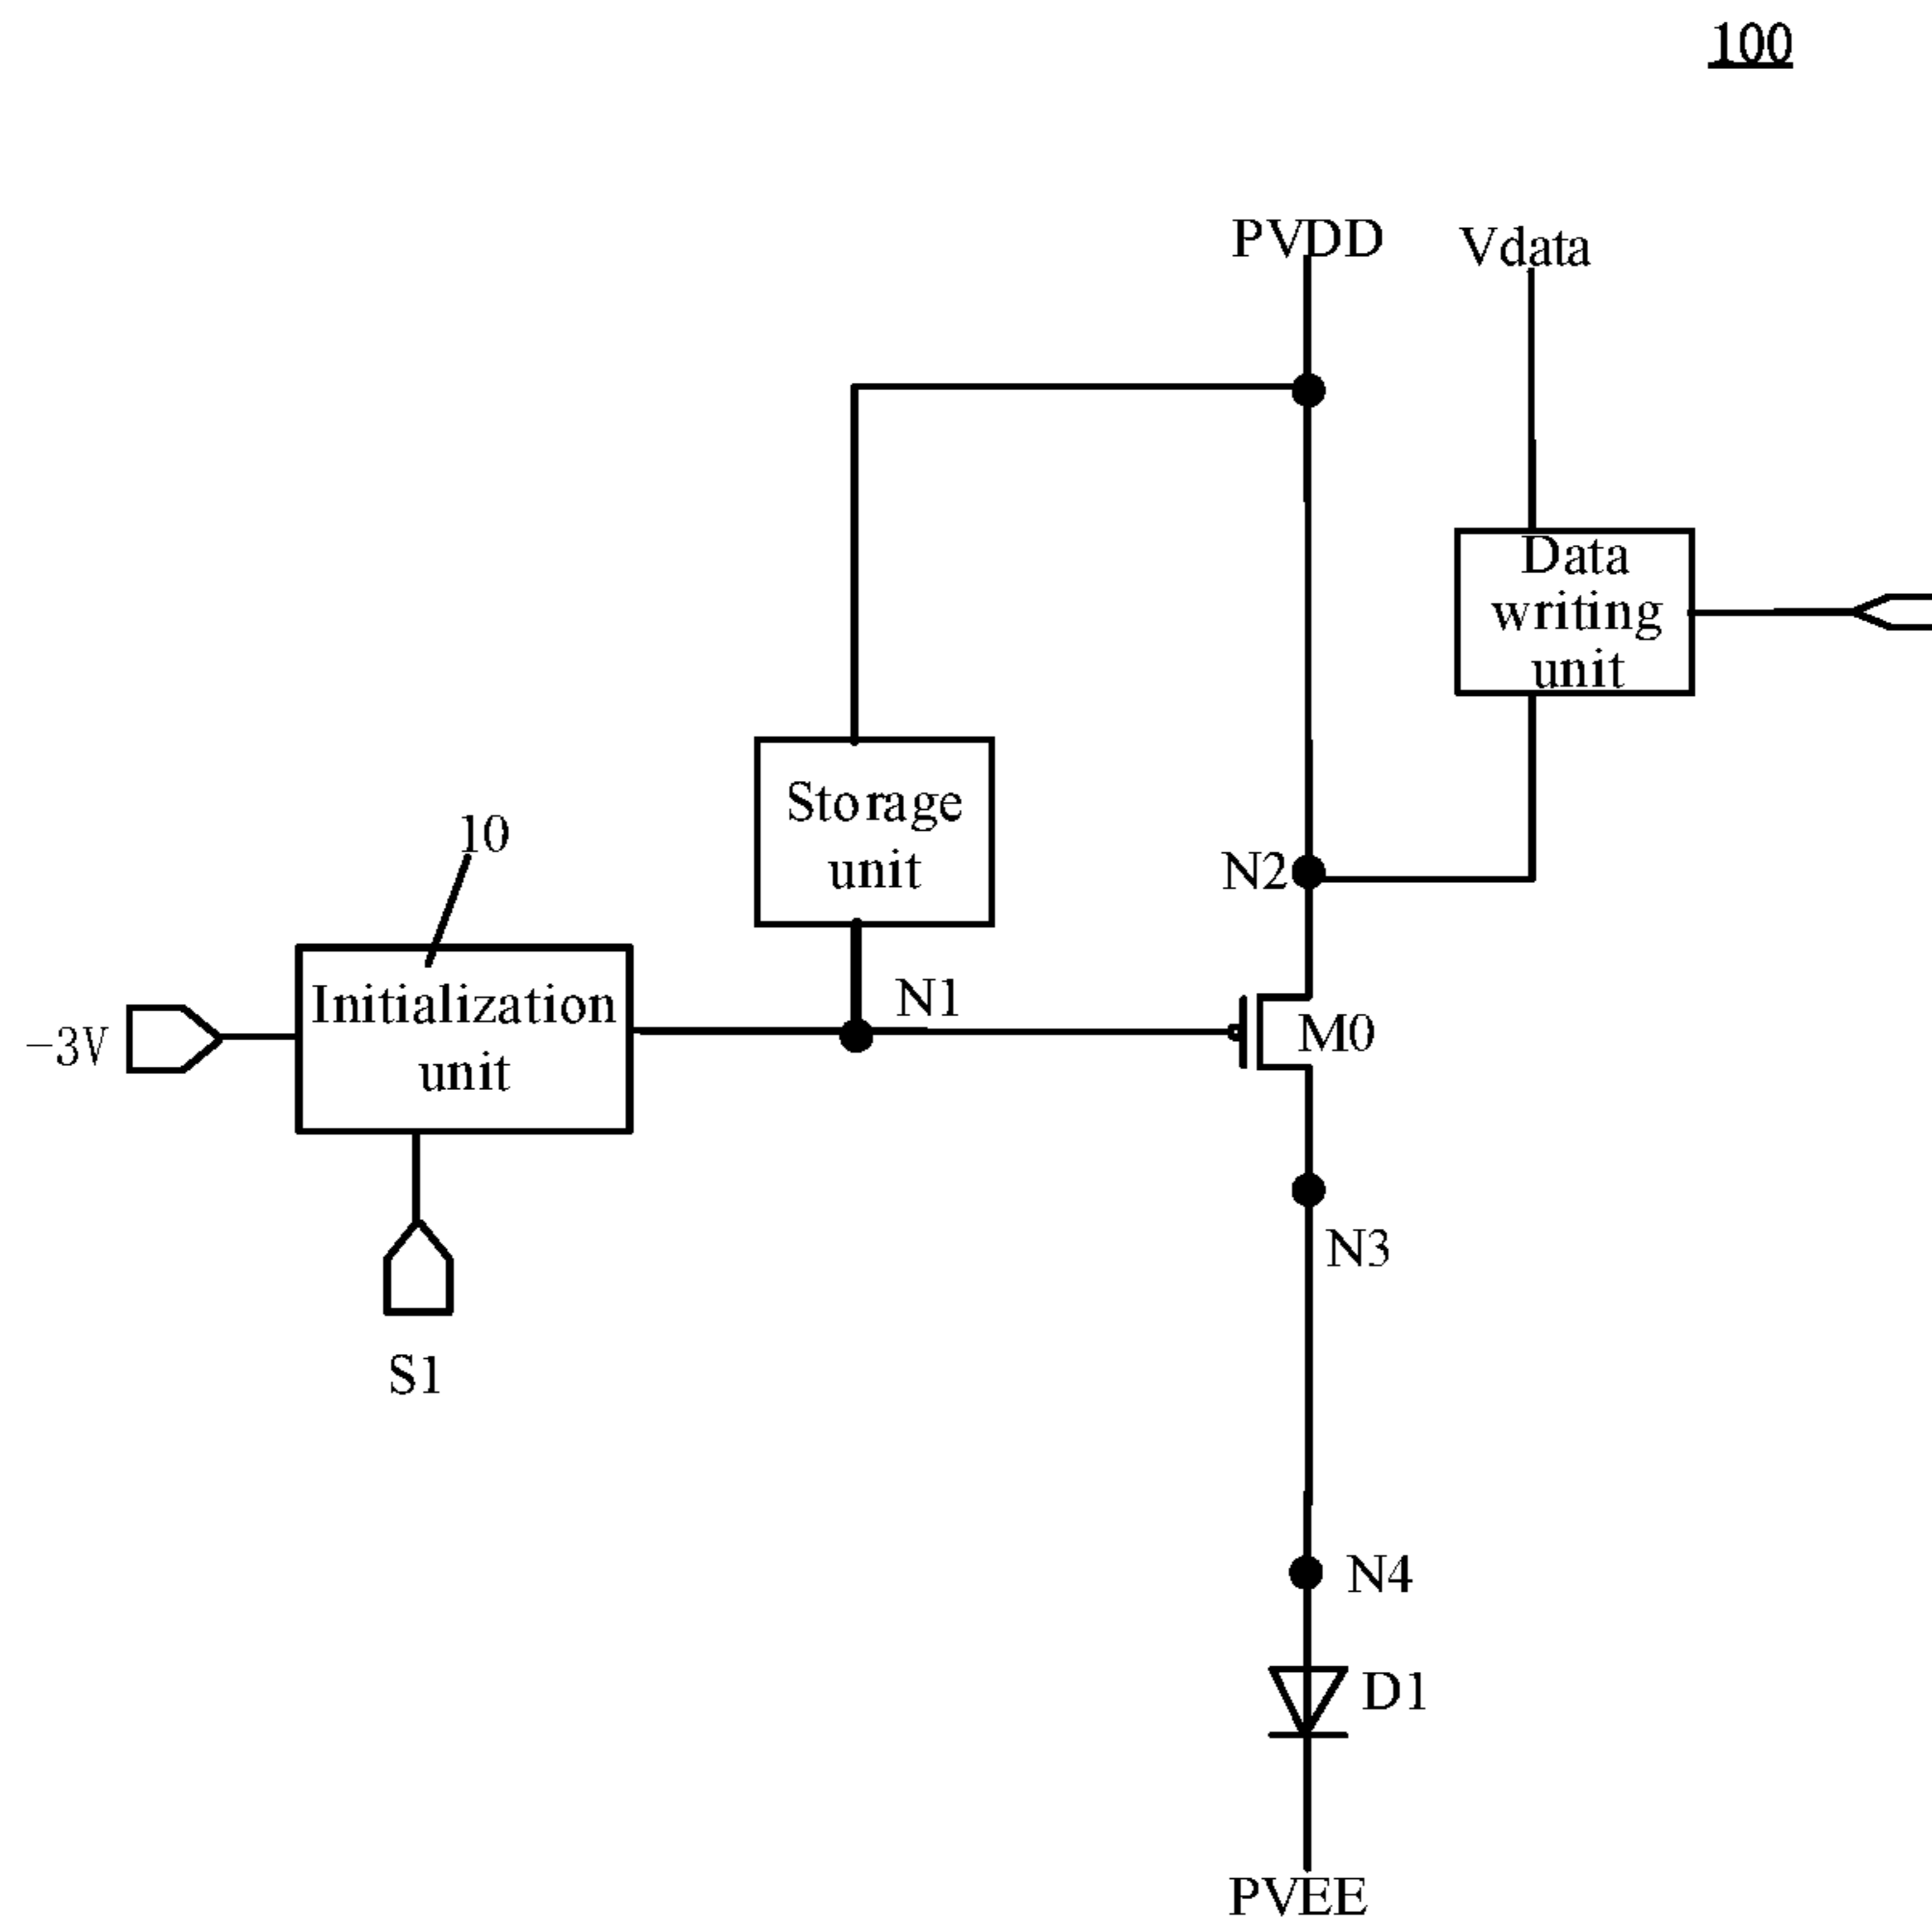 100
PVDD
Vdata
Data
writing
unit
Storage
unit
10
N2
Initialization
unit
N1
M0
-3V
N3
S1
N4
D1
PVEE